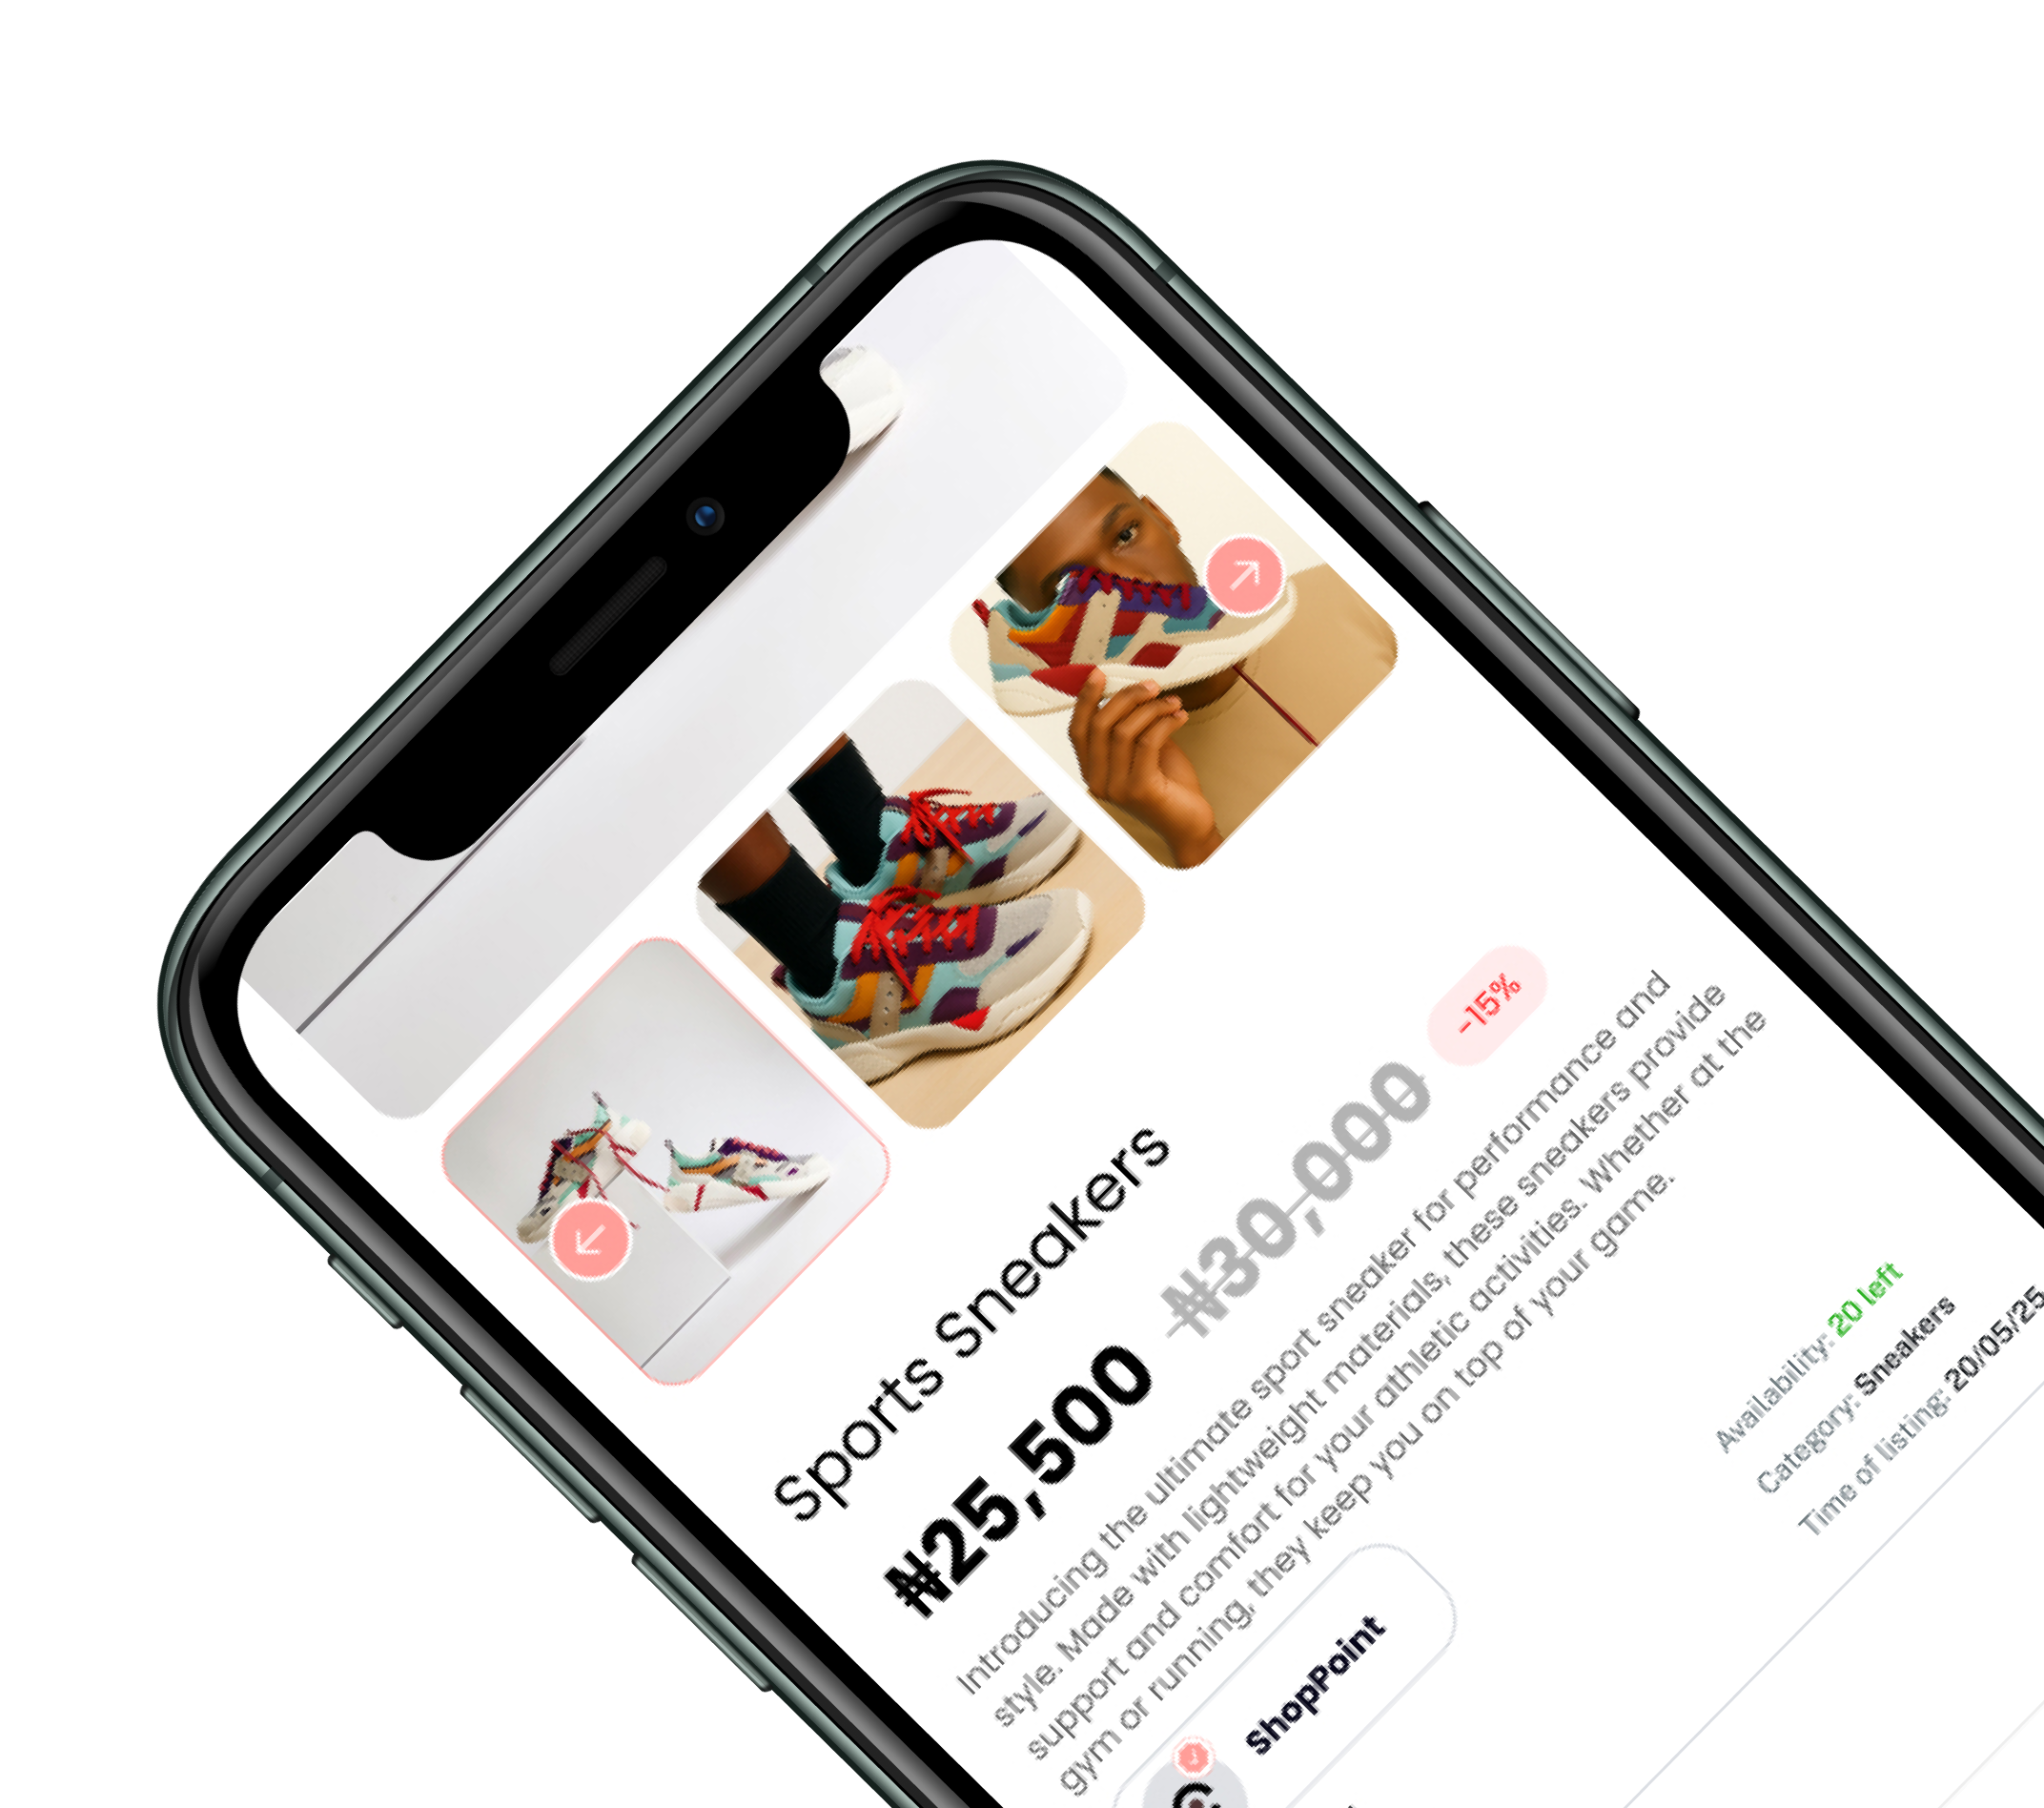 Sports Sneakers
₦25,500 ₦30,000 -15%
Introducing the ultimate sport sneaker for performance and
style. Made with lightweight materials, these sneakers provide
support and comfort for your athletic activities. Whether at the
gym or running, they keep you on top of your game.
Availability: 20 left
Category: Sneakers
Time of listing: 20/05/25
ShopPoint